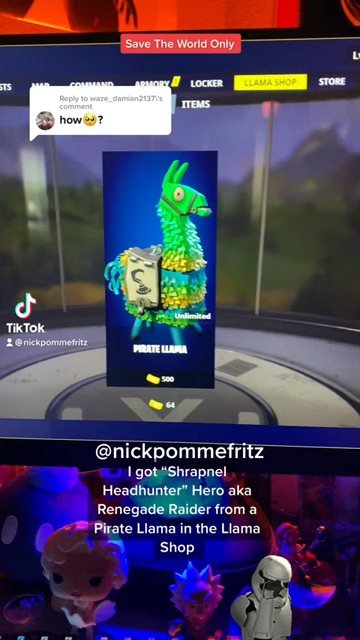 Save The World Only
STS MAP COMMAND ARMORY LOCKER LLAMA SHOP STORE
ITEMS
Reply to waze_damian2137\'s
comment
how🥺?
Unlimited
PIRATE LLAMA
500
64
TikTok
@nickpommefritz
@nickpommefritz
I got “Shrapnel
Headhunter” Hero aka
Renegade Raider from a
Pirate Llama in the Llama
Shop